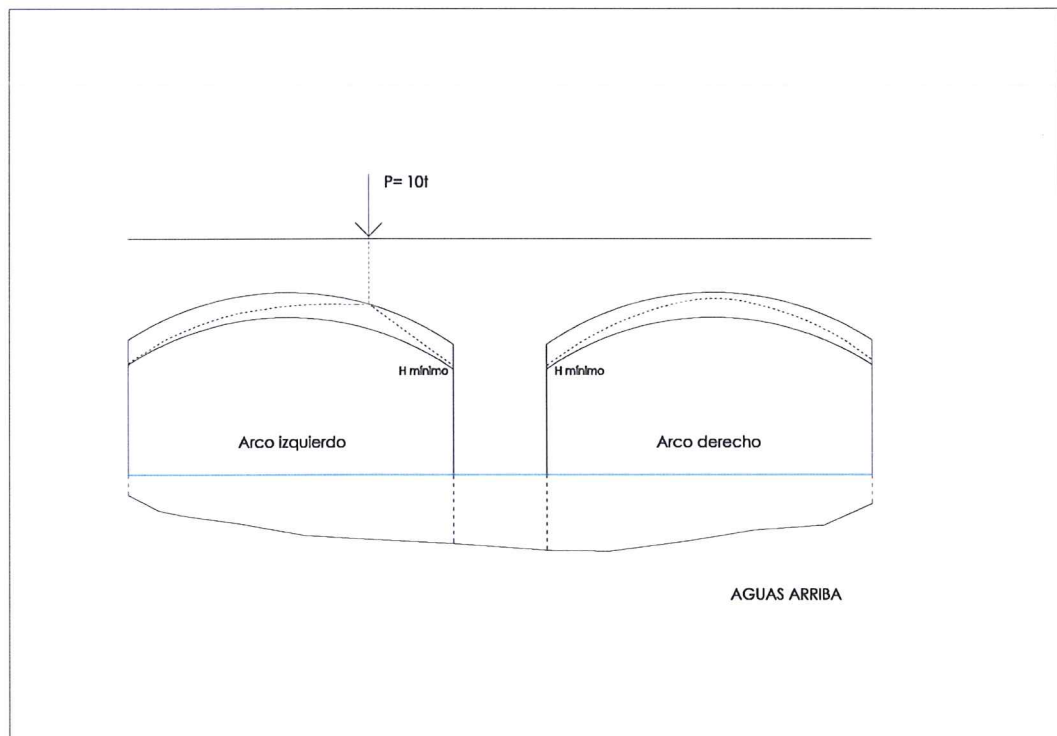 P= 10t
H mínimo
H mínimo
Arco izquierdo
Arco derecho
AGUAS ARRIBA